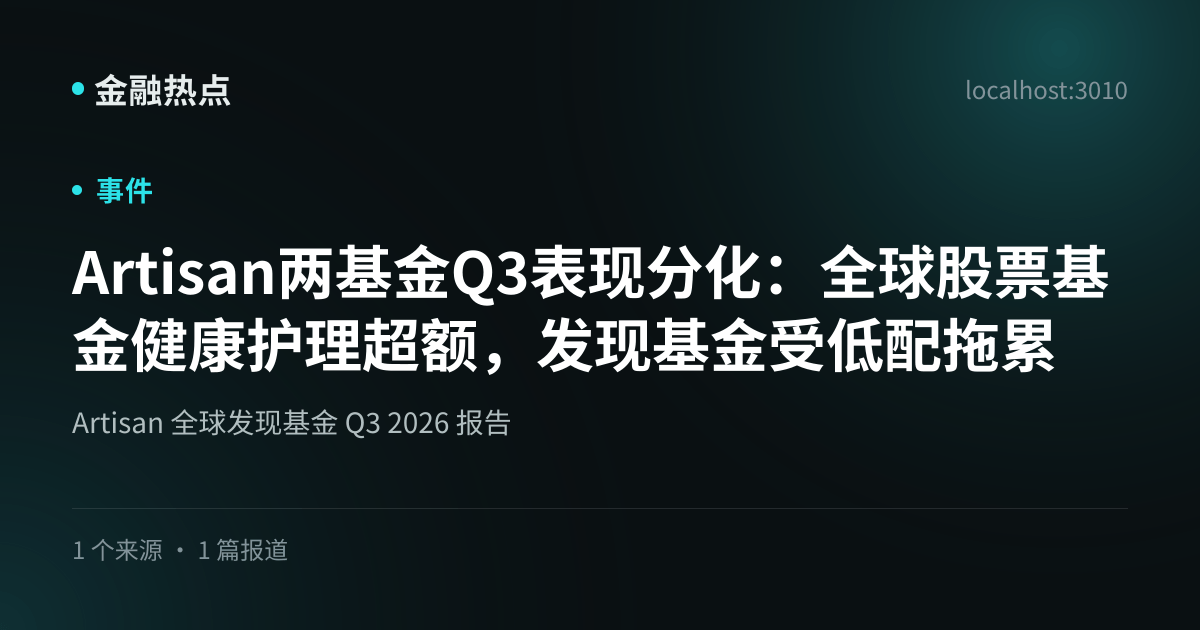 金融热点
localhost:3010
事件
Artisan两基金Q3表现分化：全球股票基
金健康护理超额，发现基金受低配拖累
Artisan 全球发现基金 Q3 2026 报告
1 个来源 • 1 篇报道